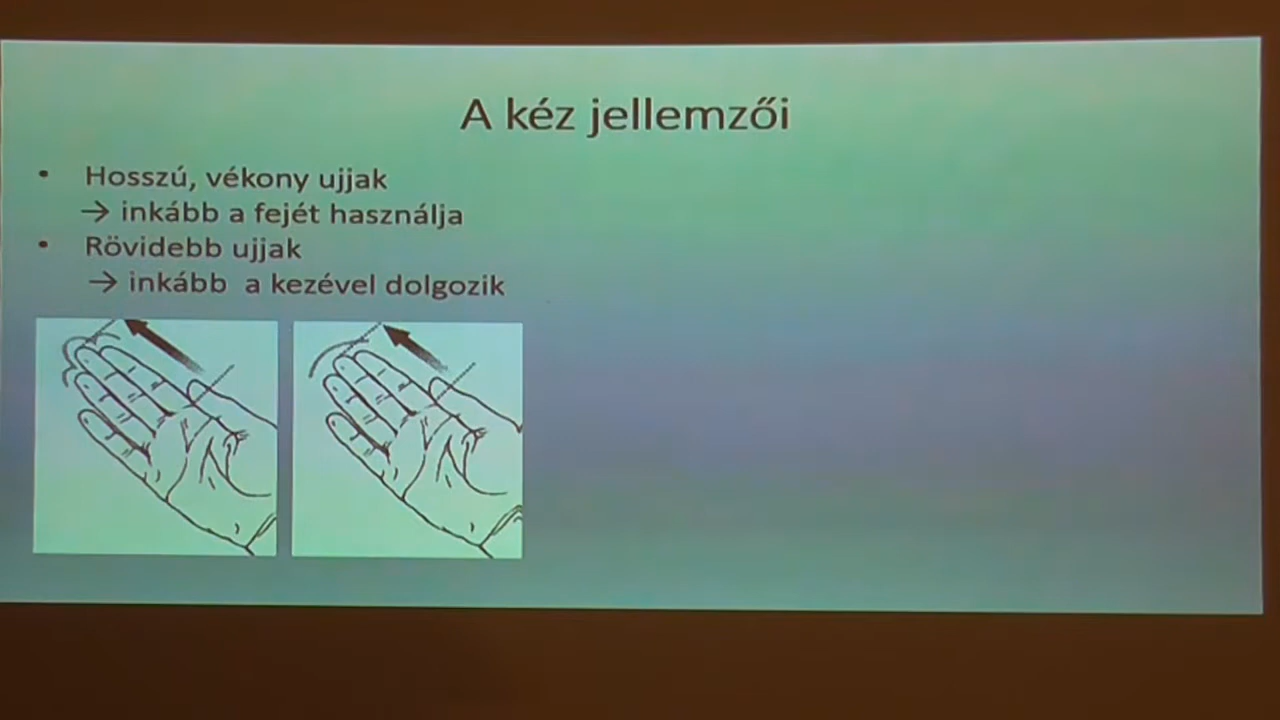 A kéz jellemzői
• Hosszú, vékony ujjak
→ inkább a fejét használja
• Rövidebb ujjak
→ inkább a kezével dolgozik